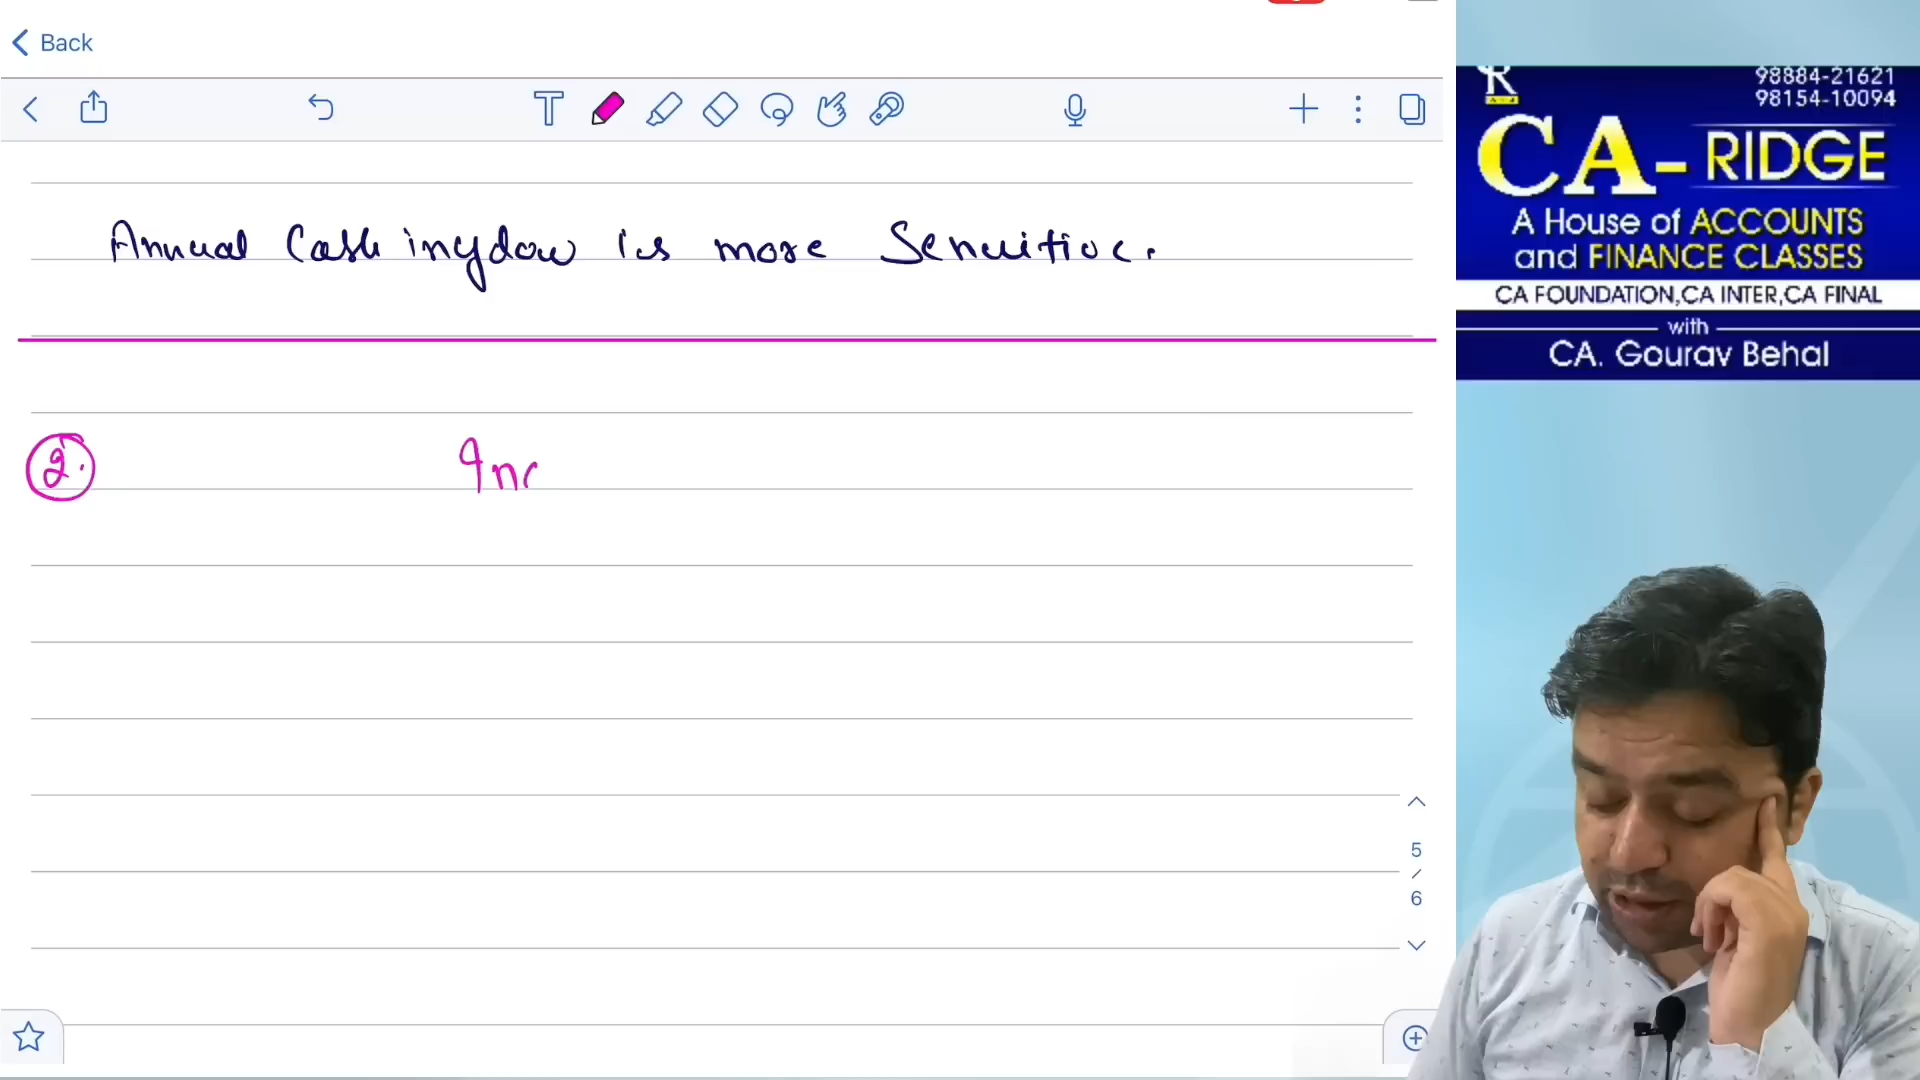 Back
98884-21621
98154-10094
CA-RIDGE
A House of ACCOUNTS
and FINANCE CLASSES
CA FOUNDATION,CA INTER,CA FINAL
with
CA. Gourav Behal
Annual Cash inflow is more Sensitive.
2.
Inc
5
/
6